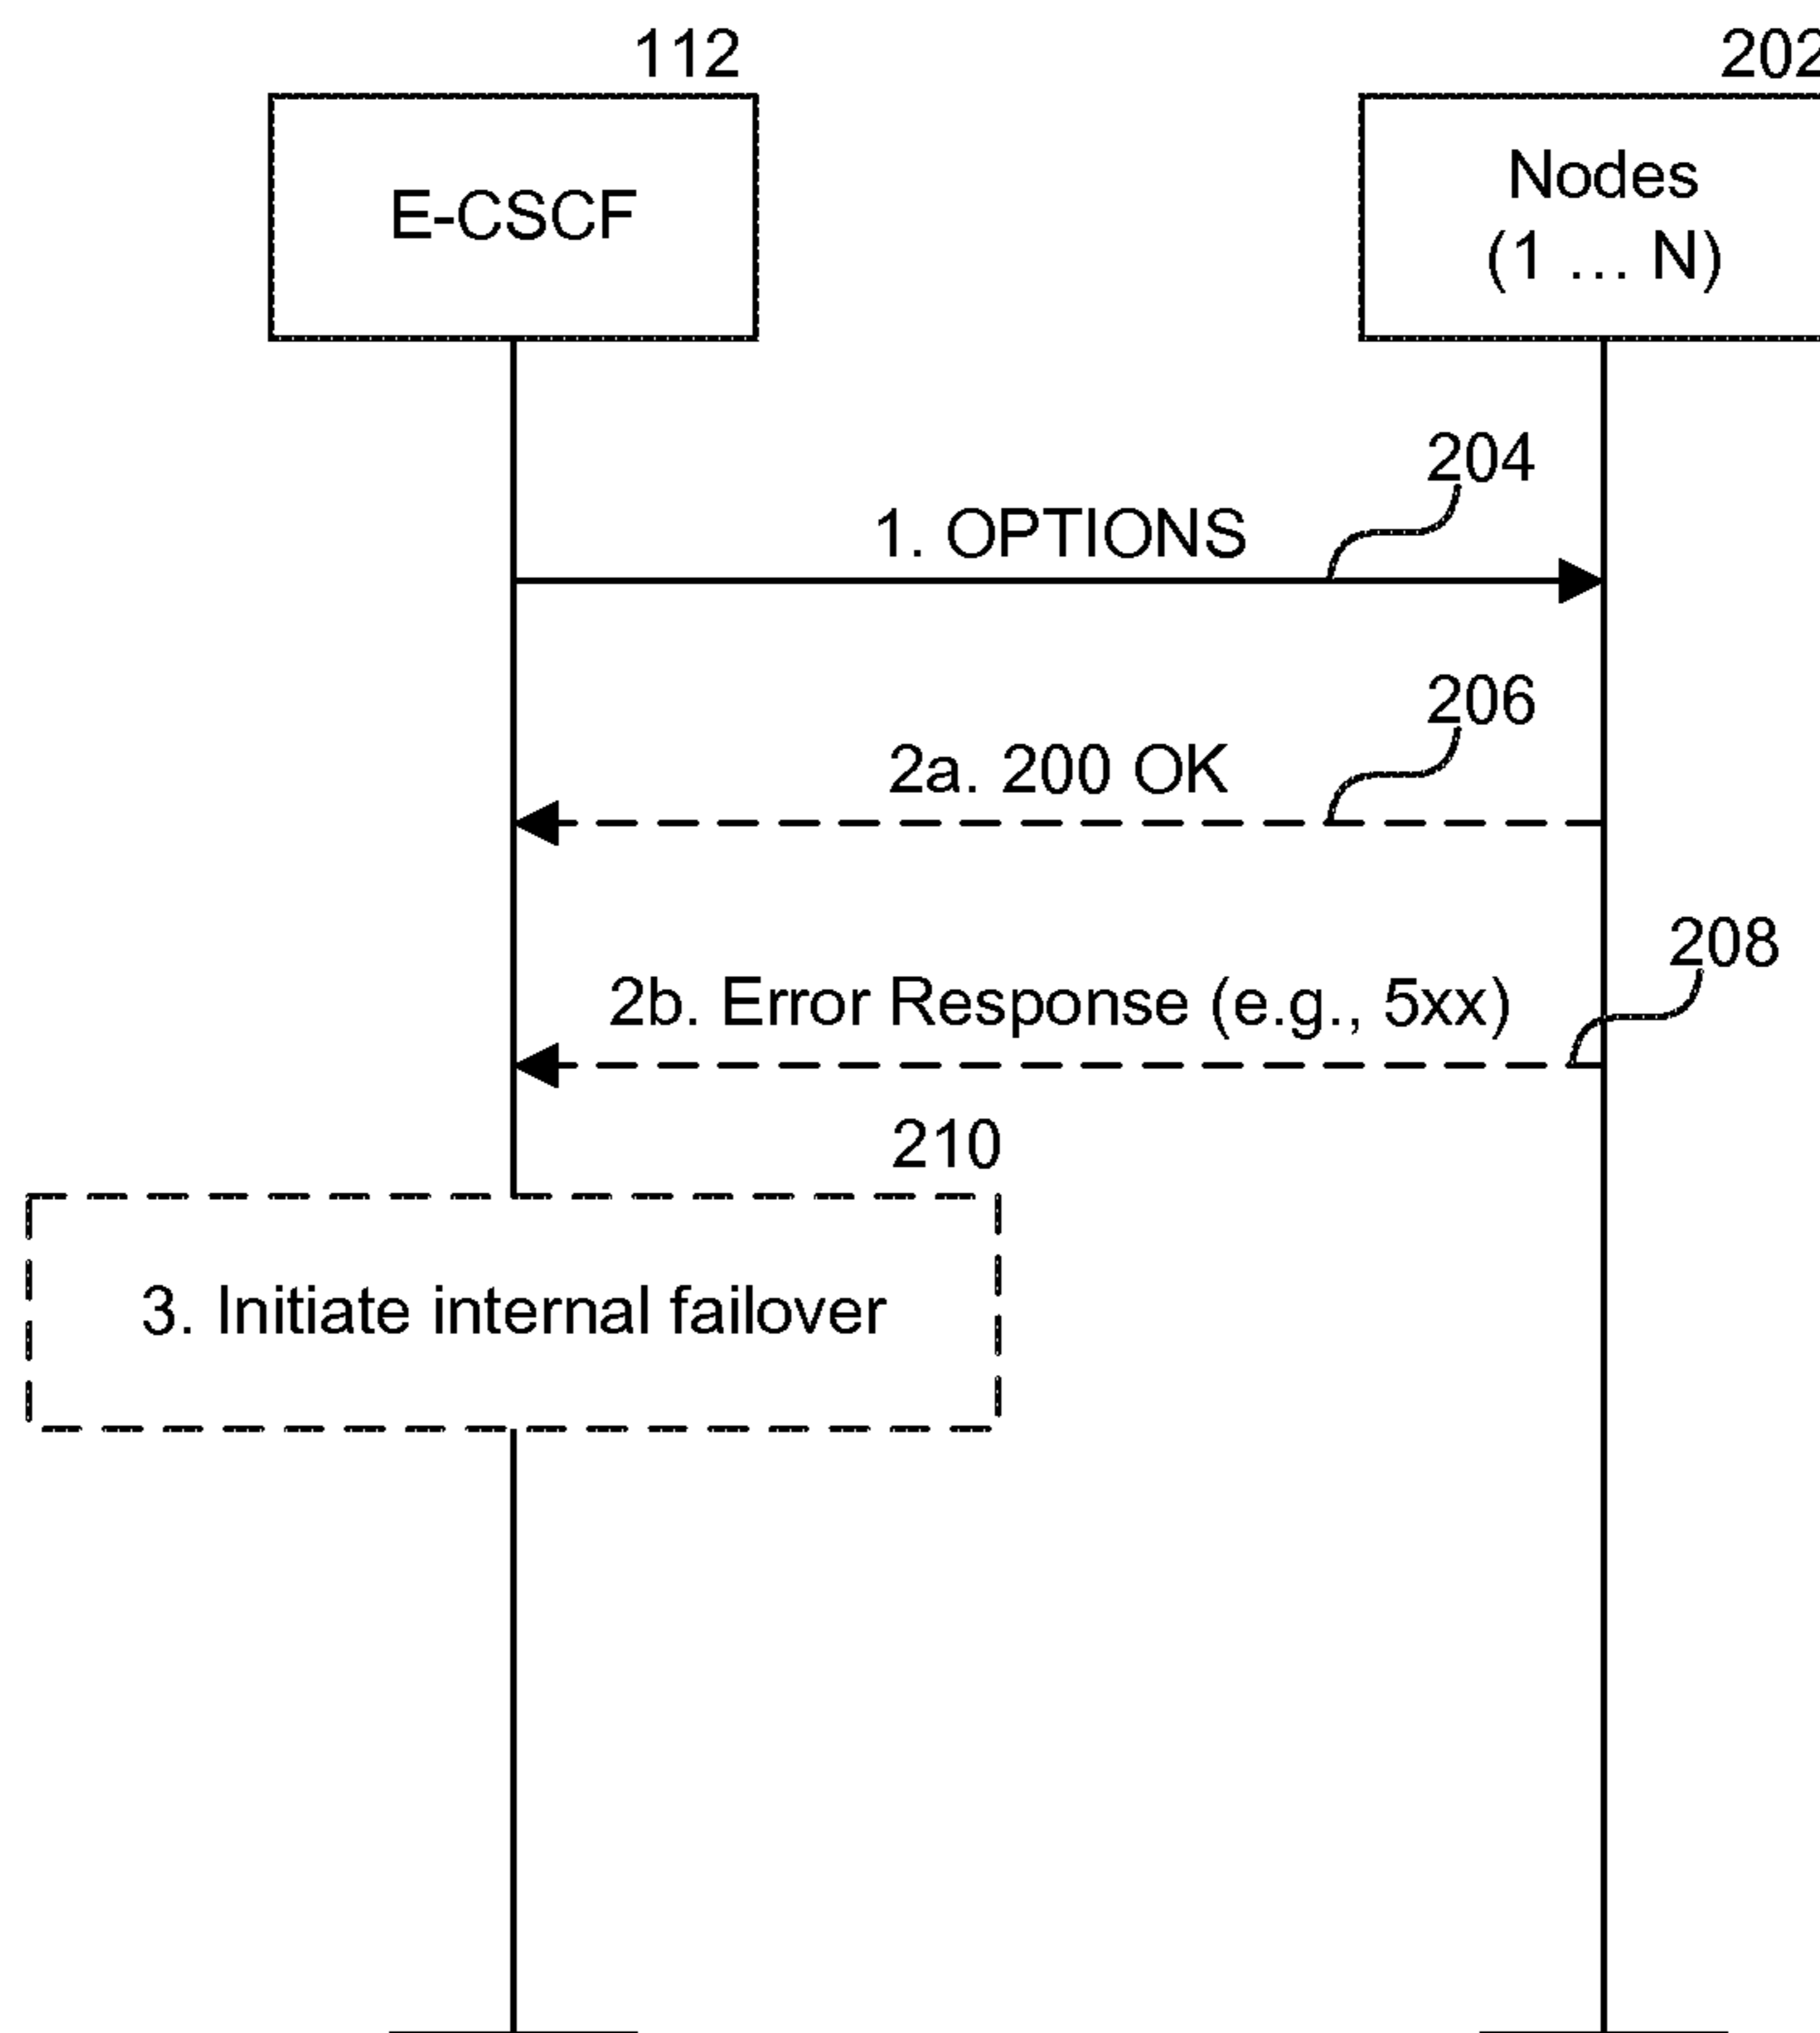 112
202
E-CSCF
Nodes
(1 ... N)
204
1. OPTIONS
206
2a. 200 OK
208
2b. Error Response (e.g., 5xx)
210
3. Initiate internal failover